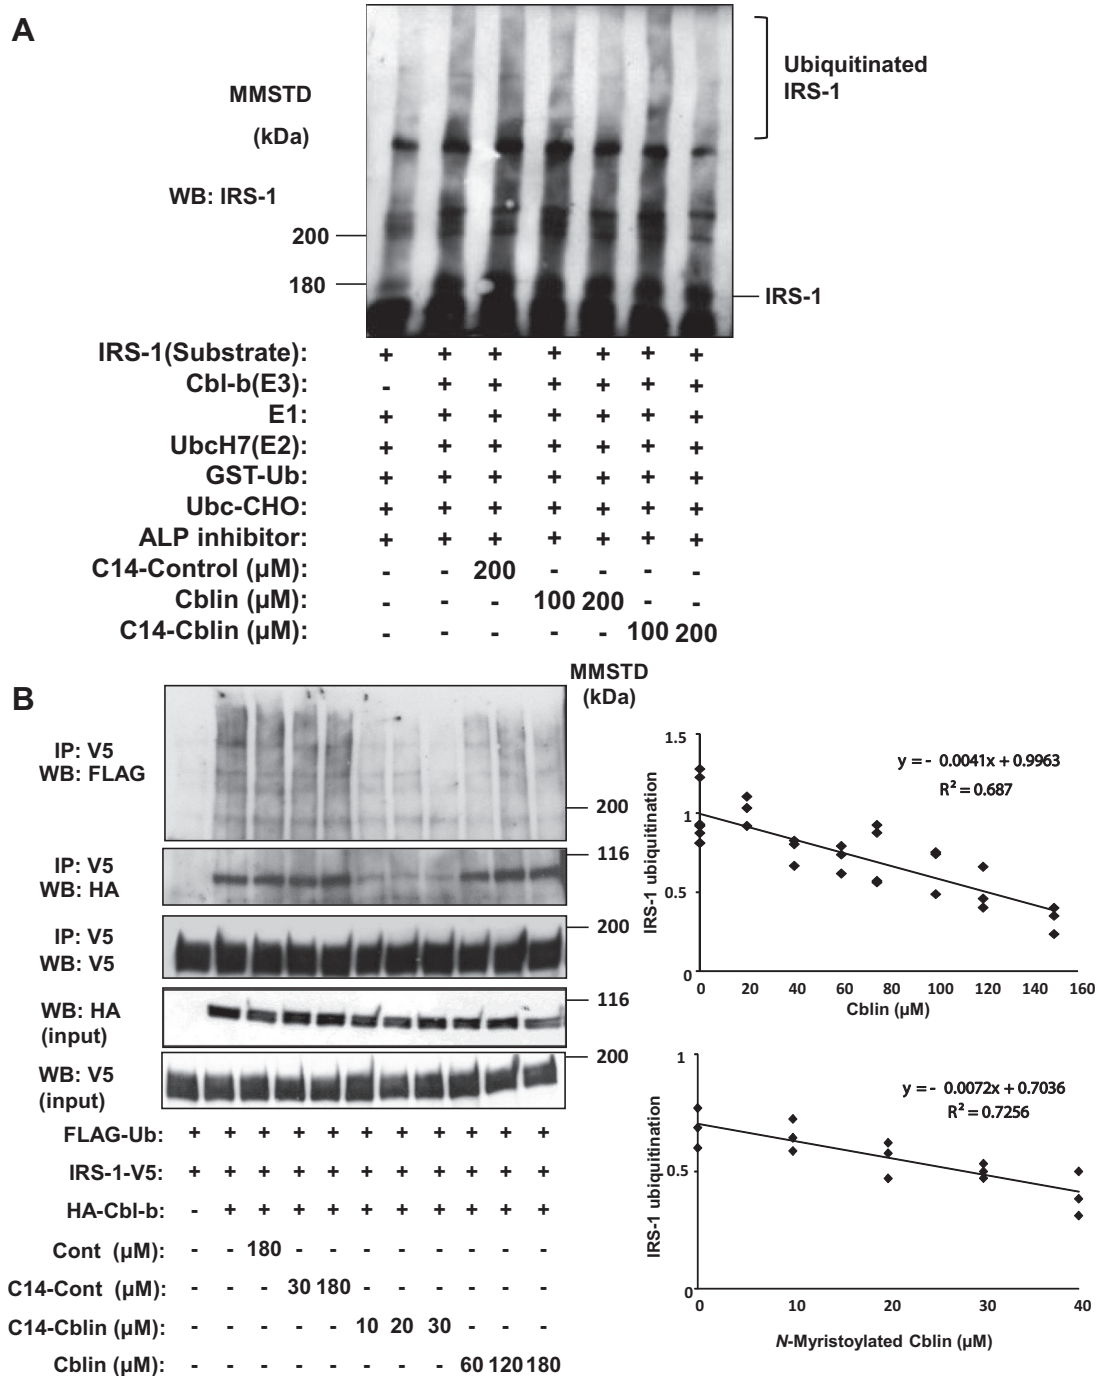 A
MMSTD
(kDa)
WB: IRS-1
200
180
Ubiquitinated
IRS-1
IRS-1
IRS-1(Substrate): + + + + + + +
Cbl-b(E3): - + + + + + +
E1: + + + + + + +
UbcH7(E2): + + + + + + +
GST-Ub: + + + + + + +
Ubc-CHO: + + + + + + +
ALP inhibitor: + + + + + + +
C14-Control (µM): - - 200 - - - -
Cblin (µM): - - - 100 200 - -
C14-Cblin (µM): - - - - - 100 200
B
MMSTD
(kDa)
IP: V5
WB: FLAG
200
IP: V5
WB: HA
116
IP: V5
WB: V5
200
WB: HA
(input)
116
WB: V5
(input)
200
FLAG-Ub: + + + + + + + + + + +
IRS-1-V5: + + + + + + + + + + +
HA-Cbl-b: - + + + + + + + + + +
Cont (µM): - - 180 - - - - - - - -
C14-Cont (µM): - - - 30 180 - - - - - -
C14-Cblin (µM): - - - - - 10 20 30 - - -
Cblin (µM): - - - - - - - - 60 120 180
IRS-1 ubiquitination
1.5
1
0.5
0
y = - 0.0041x + 0.9963
R² = 0.687
0 20 40 60 80 100 120 140 160
Cblin (µM)
IRS-1 ubiquitination
1
0.5
0
y = - 0.0072x + 0.7036
R² = 0.7256
0 10 20 30 40
N-Myristoylated Cblin (µM)